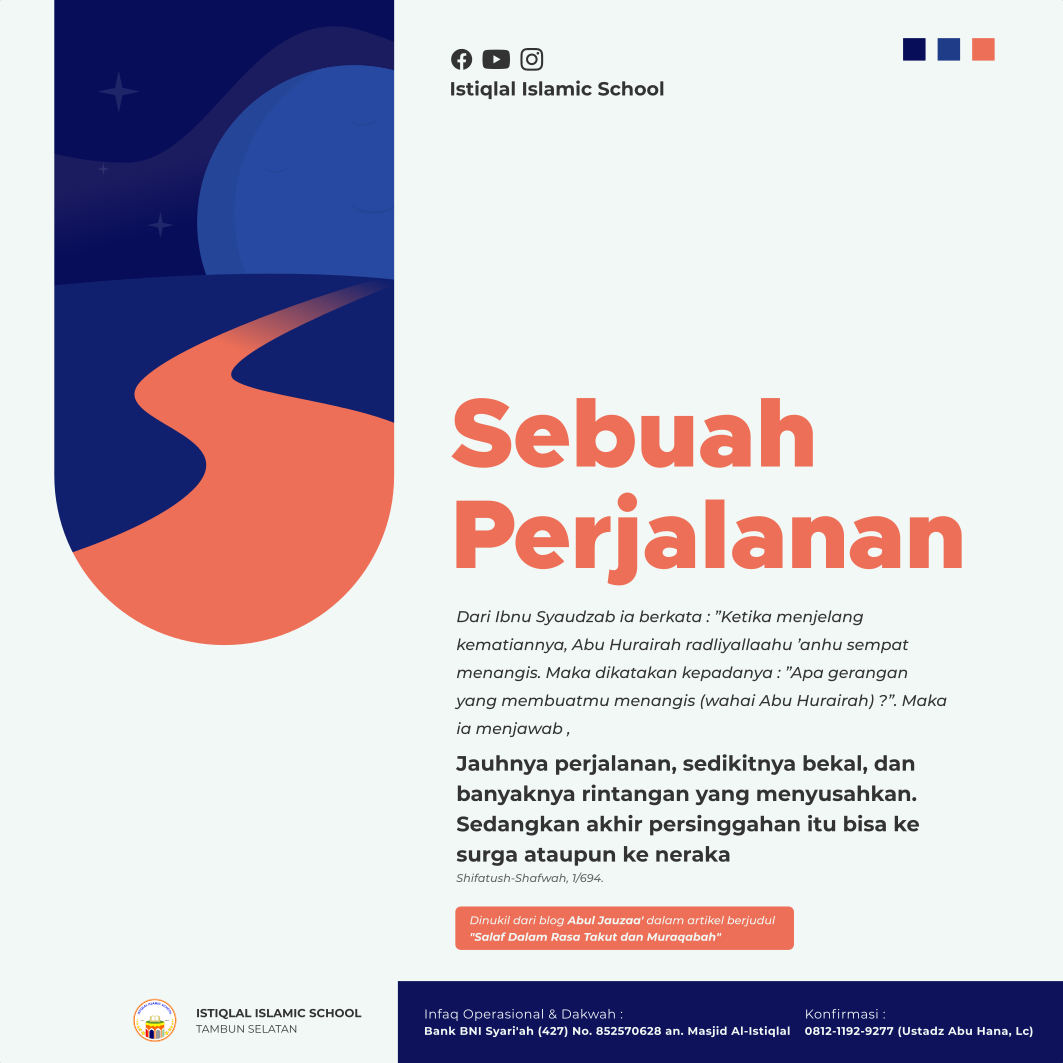 Istiqlal Islamic School
Sebuah
Perjalanan
Dari Ibnu Syaudzab ia berkata : ”Ketika menjelang
kematiannya, Abu Hurairah radliyallaahu ’anhu sempat
menangis. Maka dikatakan kepadanya : ”Apa gerangan
yang membuatmu menangis (wahai Abu Hurairah) ?”. Maka
ia menjawab ,
Jauhnya perjalanan, sedikitnya bekal, dan
banyaknya rintangan yang menyusahkan.
Sedangkan akhir persinggahan itu bisa ke
surga ataupun ke neraka
Shifatush-Shafwah, 1/694.
Dinukil dari blog Abul Jauzaa' dalam artikel berjudul
"Salaf Dalam Rasa Takut dan Muraqabah"
ISTIQLAL ISLAMIC SCHOOL
TAMBUN SELATAN
Infaq Operasional & Dakwah :
Bank BNI Syari'ah (427) No. 852570628 an. Masjid Al-Istiqlal
Konfirmasi :
0812-1192-9277 (Ustadz Abu Hana, Lc)